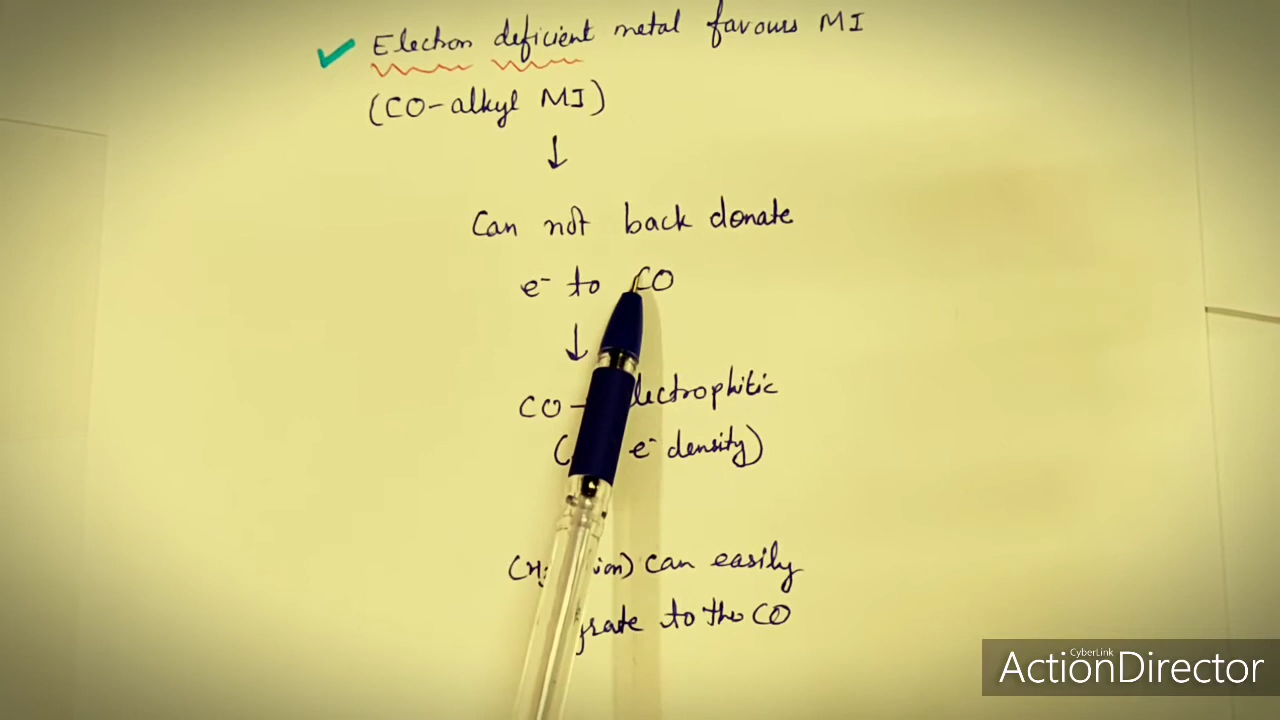 Electron deficient metal favours MI
(CO-alkyl MI)
↓
Can not back donate
e⁻ to CO
↓
CO –
( e⁻ density)
can easily
to the CO
CyberLink
ActionDirector